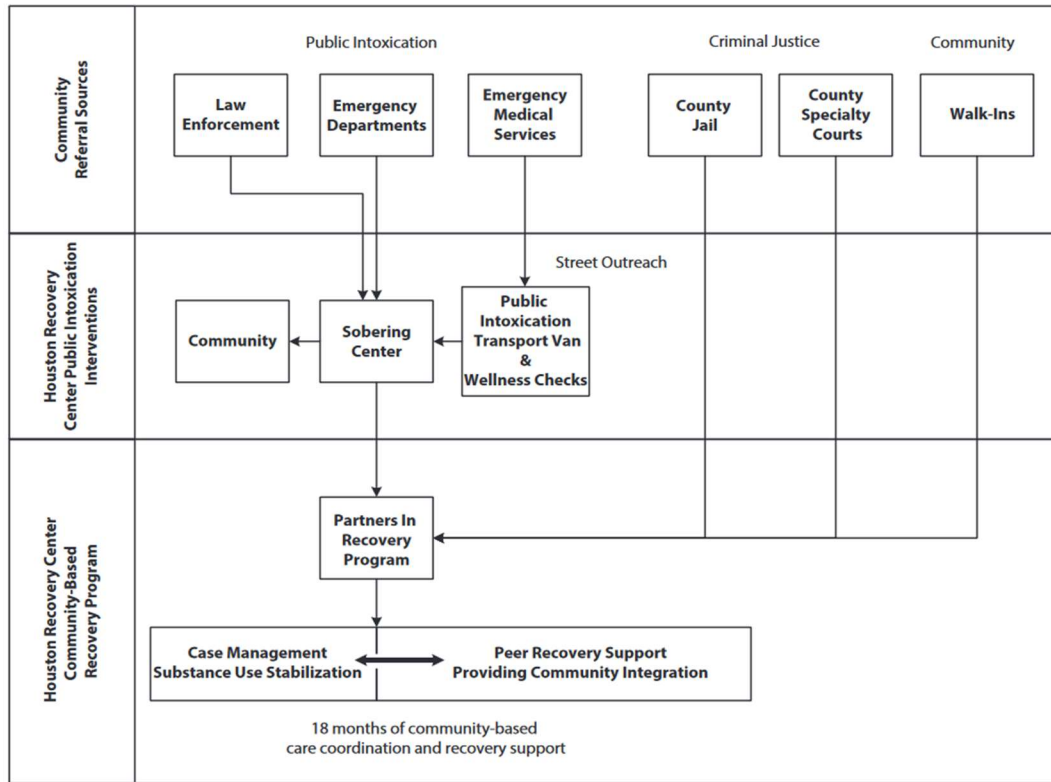 Community
Referral Sources
Public Intoxication
Criminal Justice
Community
Law
Enforcement
Emergency
Departments
Emergency
Medical
Services
County
Jail
County
Specialty
Courts
Walk-Ins
Houston Recovery
Center Public Intoxication
Interventions
Street Outreach
Community
Sobering
Center
Public
Intoxication
Transport Van
&
Wellness Checks
Houston Recovery Center
Community-Based
Recovery Program
Partners In
Recovery
Program
Case Management
Substance Use Stabilization
Peer Recovery Support
Providing Community Integration
18 months of community-based
care coordination and recovery support